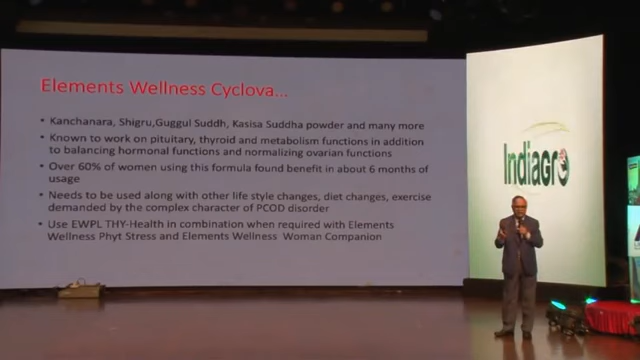 Elements Wellness Cyclova...
• Kanchanara, Shigru,Guggul Suddh, Kasisa Suddha powder and many more
• Known to work on pituitary, thyroid and metabolism functions in addition
to balancing hormonal functions and normalizing ovarian functions
• Over 60% of women using this formula found benefit in about 6 months of
usage
• Needs to be used along with other life style changes, diet changes, exercise
demanded by the complex character of PCOD disorder
• Use EWPL THY-Health in combination when required with Elements
Wellness Phyt Stress and Elements Wellness Woman Companion
IndiAGrO